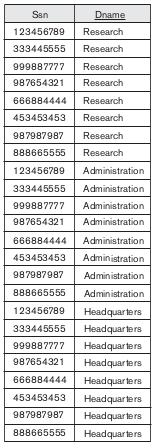 Ssn Dname
123456789 Research
333445555 Research
999887777 Research
987654321 Research
666884444 Research
453453453 Research
987987987 Research
888665555 Research
123456789 Administration
333445555 Administration
999887777 Administration
987654321 Administration
666884444 Administration
453453453 Administration
987987987 Administration
888665555 Administration
123456789 Headquarters
333445555 Headquarters
999887777 Headquarters
987654321 Headquarters
666884444 Headquarters
453453453 Headquarters
987987987 Headquarters
888665555 Headquarters